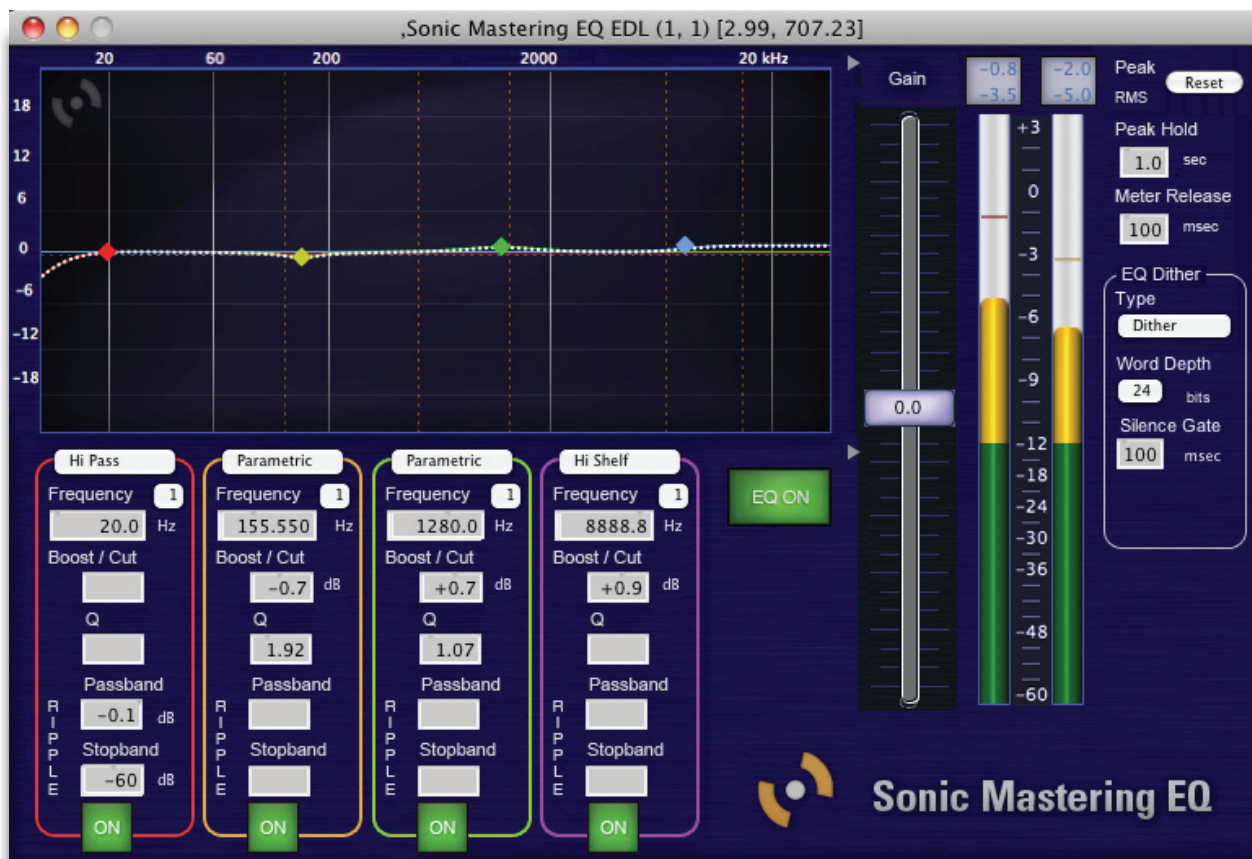 ,Sonic Mastering EQ EDL (1, 1) [2.99, 707.23]
20 60 200 2000 20 kHz
18
12
6
0
-6
-12
-18
Gain
0.0
-0.8 -2.0
-3.5 -5.0
Peak
RMS
Reset
+3
0
-3
-6
-9
-12
-18
-24
-30
-36
-48
-60
Peak Hold
1.0 sec
Meter Release
100 msec
EQ Dither
Type
Dither
Word Depth
24 bits
Silence Gate
100 msec
Hi Pass
Frequency 1
20.0 Hz
Boost / Cut
Q
Passband
-0.1 dB
Stopband
-60 dB
RIPPLE
ON
Parametric
Frequency 1
155.550 Hz
Boost / Cut
-0.7 dB
Q
1.92
Passband
Stopband
RIPPLE
ON
Parametric
Frequency 1
1280.0 Hz
Boost / Cut
+0.7 dB
Q
1.07
Passband
Stopband
RIPPLE
ON
Hi Shelf
Frequency 1
8888.8 Hz
Boost / Cut
+0.9 dB
Q
Passband
Stopband
RIPPLE
ON
EQ ON
Sonic Mastering EQ